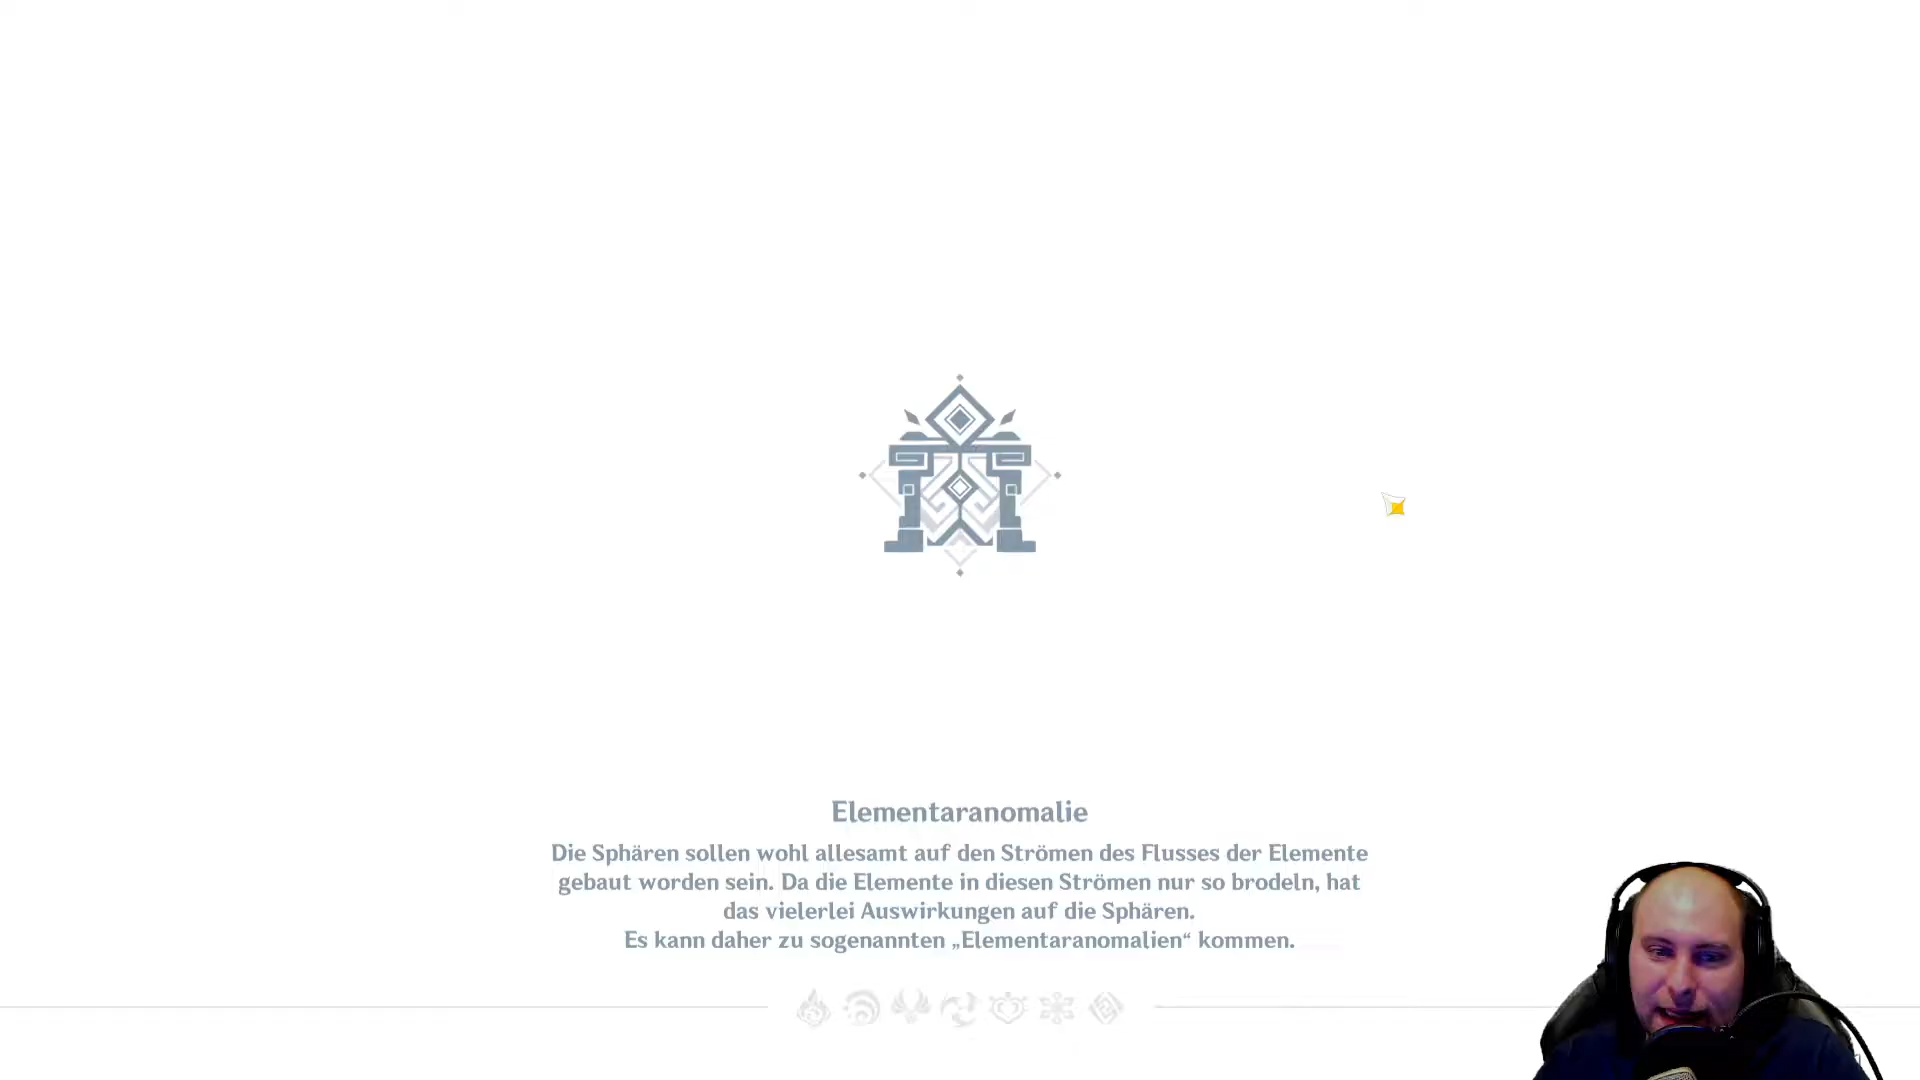 Elementaranomalie
Die Sphären sollen wohl allesamt auf den Strömen des Flusses der Elemente
gebaut worden sein. Da die Elemente in diesen Strömen nur so brodeln, hat
das vielerlei Auswirkungen auf die Sphären.
Es kann daher zu sogenannten „Elementaranomalien“ kommen.